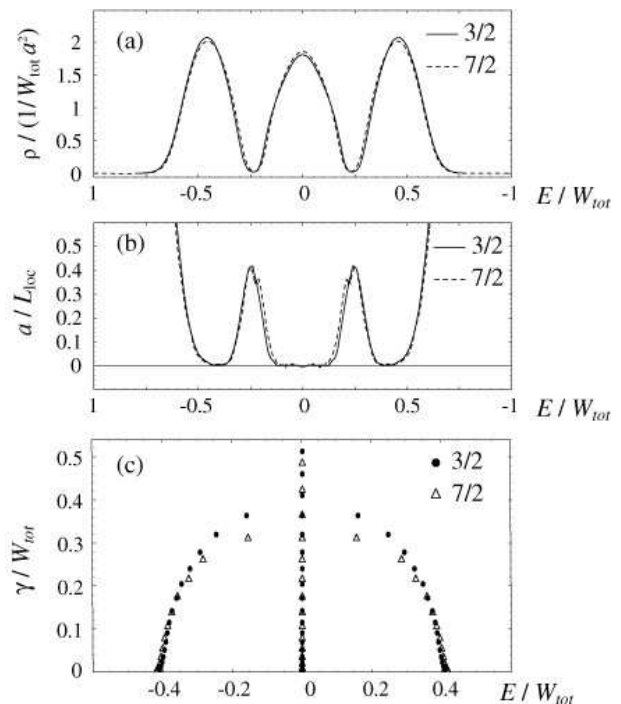 (a)
3/2
7/2
ρ / (1/W_tot a²)
2
1.5
1
0.5
0
1 -0.5 0 0.5 -1 E / W_tot
(b)
3/2
7/2
a / L_loc
0.5
0.4
0.3
0.2
0.1
0
1 -0.5 0 0.5 -1 E / W_tot
(c)
3/2
7/2
γ / W_tot
0.5
0.4
0.3
0.2
0.1
0
-0.4 -0.2 0 0.2 0.4 E / W_tot